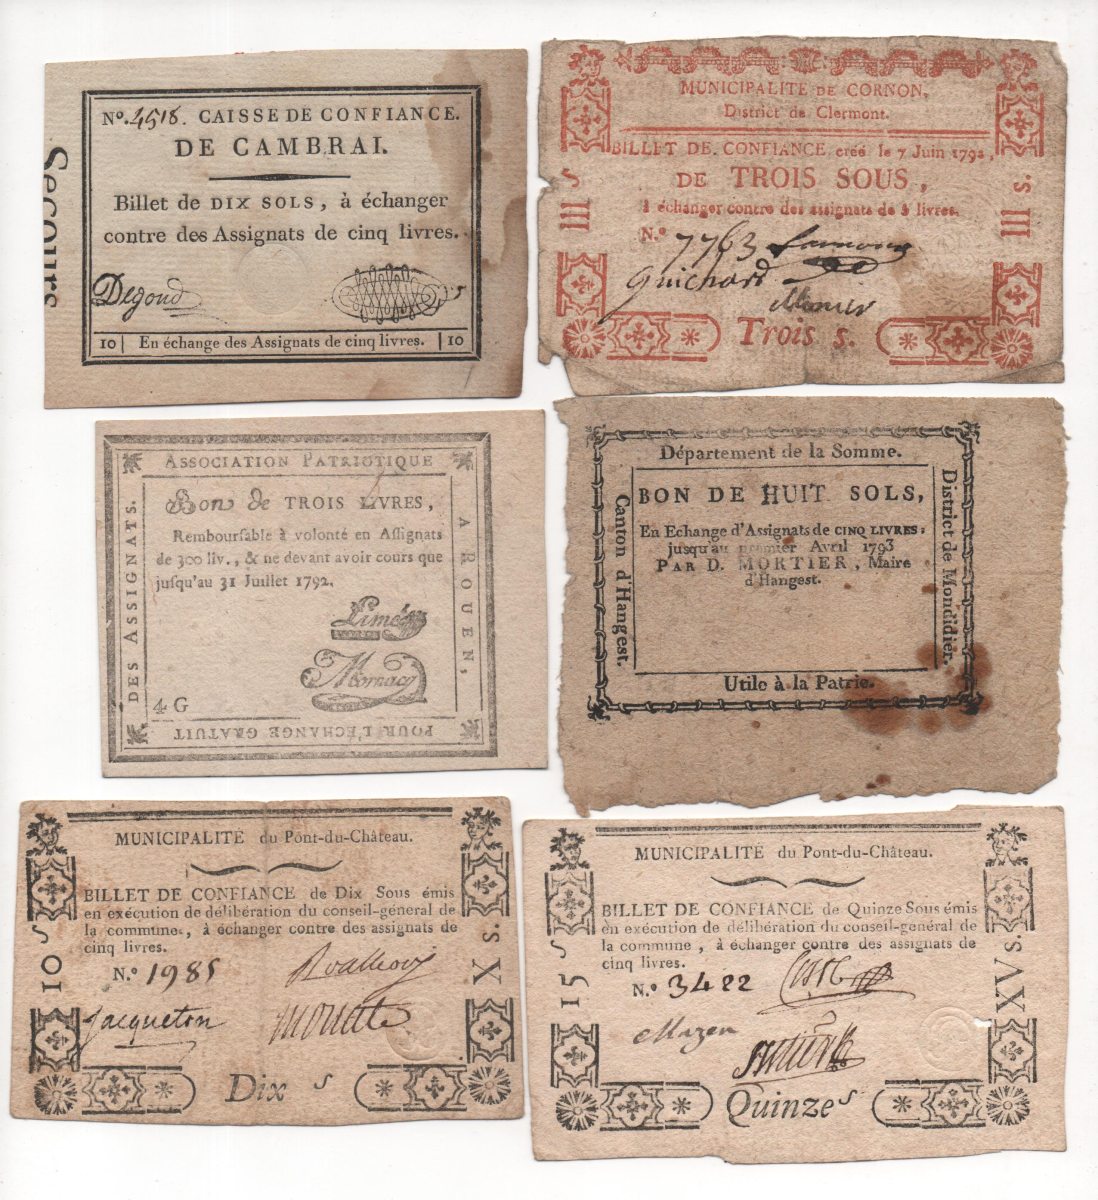 Secours
Nº. 4518. CAISSE DE CONFIANCE.
DE CAMBRAI.
Billet de DIX SOLS, à échanger
contre des Assignats de cinq livres.
Degoud
10 | En échange des Assignats de cinq livres. | 10
MUNICIPALITE DE CORNON,
District de Clermont.
BILLET DE CONFIANCE, créé le 7 Juin 1792,
DE TROIS SOUS,
à échanger contre des assignats de 5 livres.
N.º 7763
Guichard
III s
III s.
Trois s.
ASSOCIATION PATRIOTIQUE
Bon de TROIS LIVRES,
Remboursable à volonté en Assignats
de 300 liv., & ne devant avoir cours que
jusqu'au 31 Juillet 1792.
Limé
Mornay
4 G
A ROUEN,
POUR L'ÉCHANGE GRATUIT
DES ASSIGNATS.
Département de la Somme.
BON DE HUIT SOLS,
En Echange d'Assignats de CINQ LIVRES:
jusqu'au premier Avril 1793
PAR D. MORTIER, Maire
d'Hangest.
Canton d'Hangest.
District de Mondidier.
Utile à la Patrie.
MUNICIPALITÉ du Pont-du-Château.
BILLET DE CONFIANCE de Dix Sous émis
en exécution de délibération du conseil-général de
la commune, à échanger contre des assignats de
cinq livres.
N.º 1985
Jacqueton
10 s
X s.
Dix s
MUNICIPALITÉ du Pont-du-Château.
BILLET DE CONFIANCE de Quinze Sous émis
en exécution de délibération du conseil-général de
la commune, à échanger contre des assignats de
cinq livres.
N.º 3422
Mazen
15 s
XV s.
Quinze s